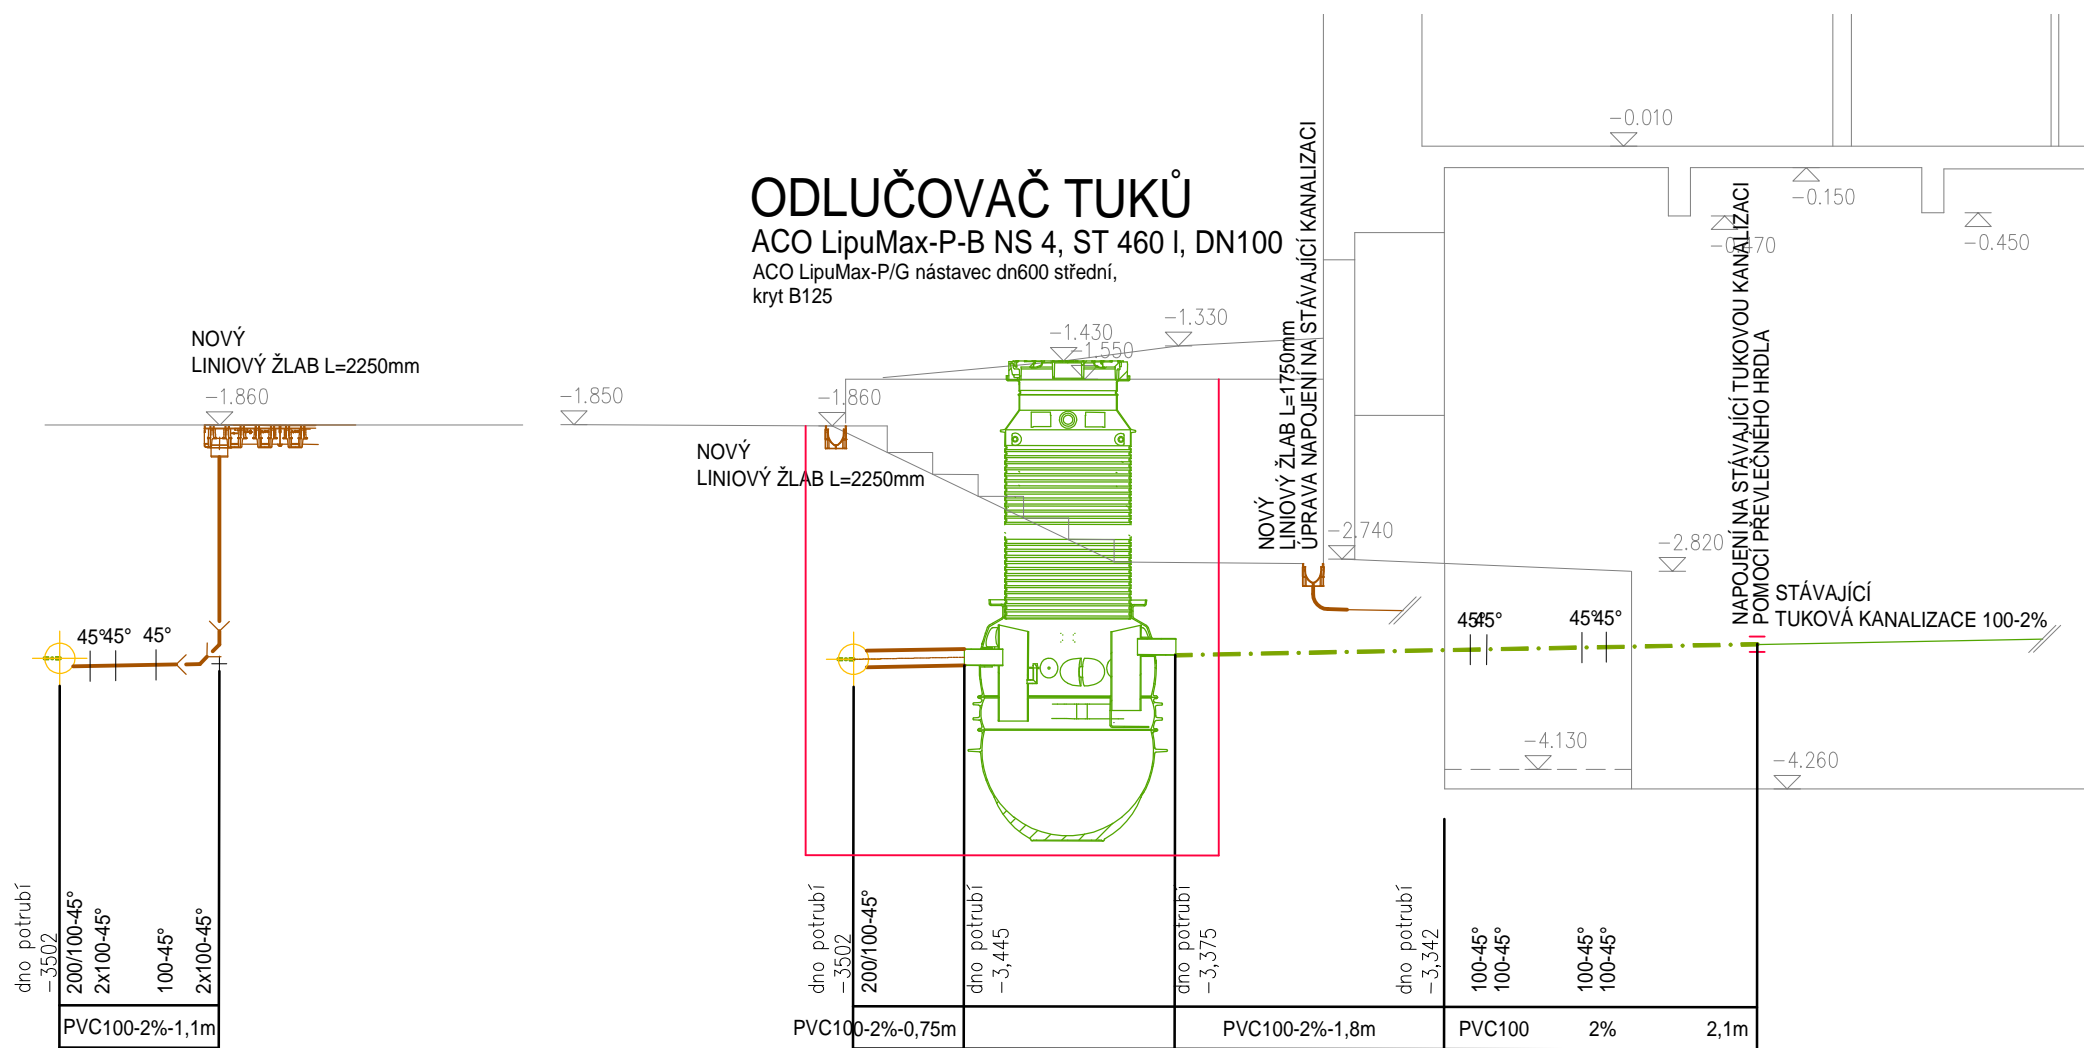 ODLUČOVAČ TUKŮ
ACO LipuMax-P-B NS 4, ST 460 l, DN100
ACO LipuMax-P/G nástavec dn600 střední,
kryt B125
NOVÝ
LINIOVÝ ŽLAB L=2250mm
-1.860
-1.850
-1.860
NOVÝ
LINIOVÝ ŽLAB L=2250mm
-1.430
-1.550
-1.330
NOVÝ
LINIOVÝ ŽLAB L=1750mm
ÚPRAVA NAPOJENÍ NA STÁVAJÍCÍ KANALIZACI
-0.010
-0.150
-0.470
-0.450
-2.740
-2.820
NAPOJENÍ NA STÁVAJÍCÍ TUKOVOU KANALIZACI
POMOCÍ PŘEVLEČNÉHO HRDLA
STÁVAJÍCÍ
TUKOVÁ KANALIZACE 100-2%
45°
45°
45°
45°
45°
45°
45°
-4.130
-4.260
dno potrubí
-3502
200/100-45°
2x100-45°
100-45°
2x100-45°
PVC100-2%-1,1m
dno potrubí
-3502
200/100-45°
dno potrubí
-3,445
dno potrubí
-3,375
dno potrubí
-3,342
100-45°
100-45°
100-45°
100-45°
PVC100-2%-0,75m
PVC100-2%-1,8m
PVC100 2% 2,1m